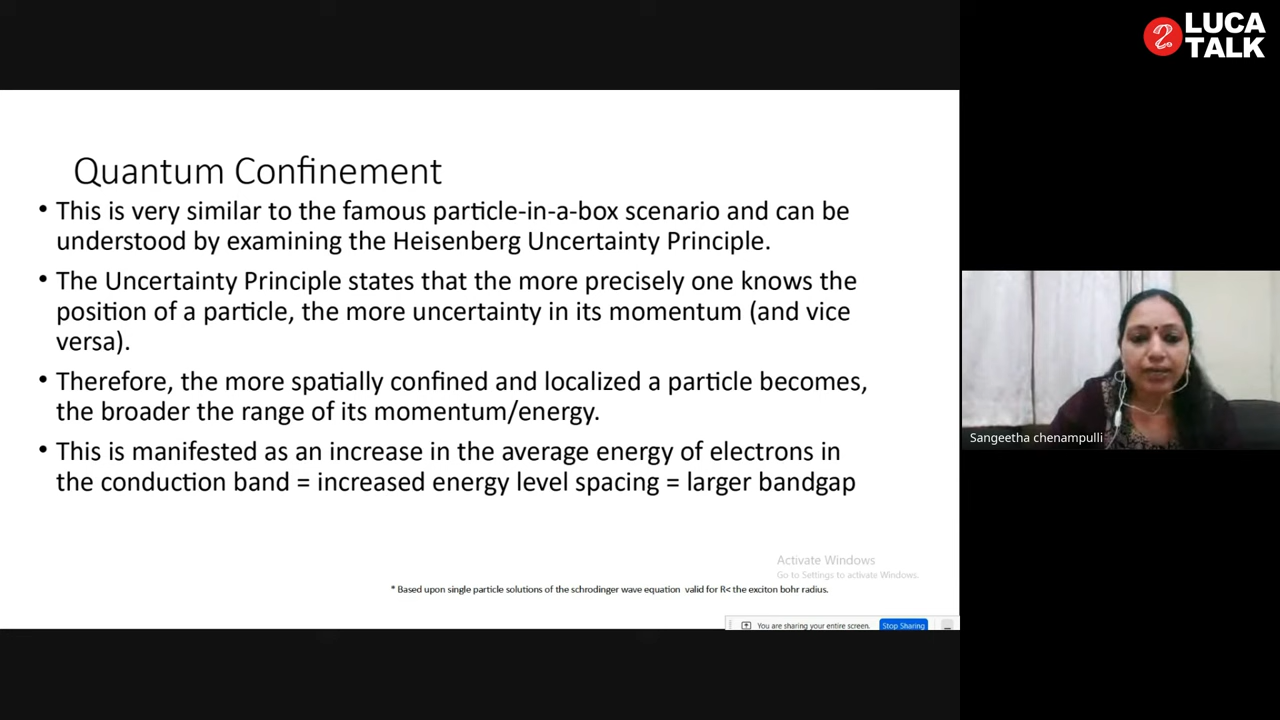 LUCA
TALK
Quantum Confinement
• This is very similar to the famous particle-in-a-box scenario and can be
understood by examining the Heisenberg Uncertainty Principle.
• The Uncertainty Principle states that the more precisely one knows the
position of a particle, the more uncertainty in its momentum (and vice
versa).
• Therefore, the more spatially confined and localized a particle becomes,
the broader the range of its momentum/energy.
• This is manifested as an increase in the average energy of electrons in
the conduction band = increased energy level spacing = larger bandgap
Activate Windows
Go to Settings to activate Windows.
* Based upon single particle solutions of the schrodinger wave equation valid for R< the exciton bohr radius.
You are sharing your entire screen.
Stop Sharing
Sangeetha chenampulli